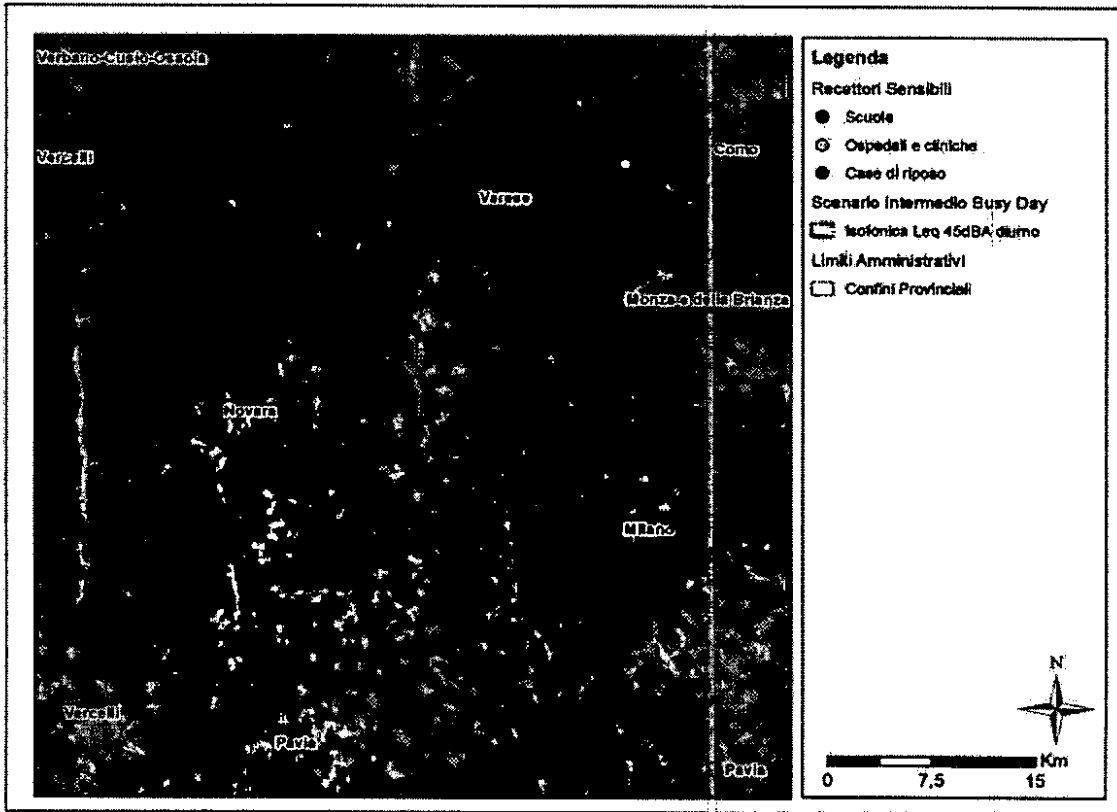 Verbano-Cusio-Ossola
Vercelli
Como
Varese
Monza e della Brianza
Novara
Milano
Vercelli
Pavia
Pavia
Legenda
Recettori Sensibili
Scuole
Ospedali e cliniche
Case di riposo
Scenario Intermedio Busy Day
Isofonica Leq 45dBA diurno
Limiti Amministrativi
Confini Provinciali
N
Km
0 7,5 15